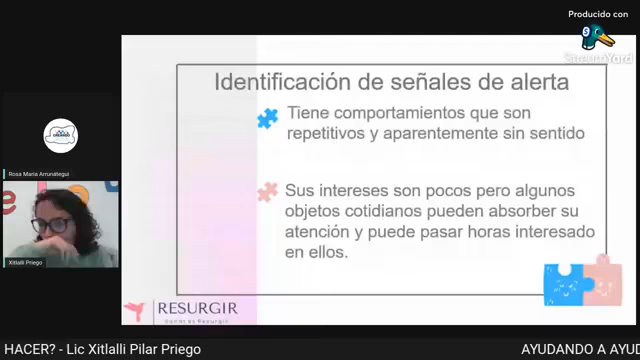 Producido con
StreamYard
Identificación de señales de alerta
Tiene comportamientos que son
repetitivos y aparentemente sin sentido
Sus intereses son pocos pero algunos
objetos cotidianos pueden absorber su
atención y puede pasar horas interesado
en ellos.
Rosa María Arrunátegui
Xitlalli Priego
RESURGIR
HACER? - Lic Xitlalli Pilar Priego
AYUDANDO A AYUD